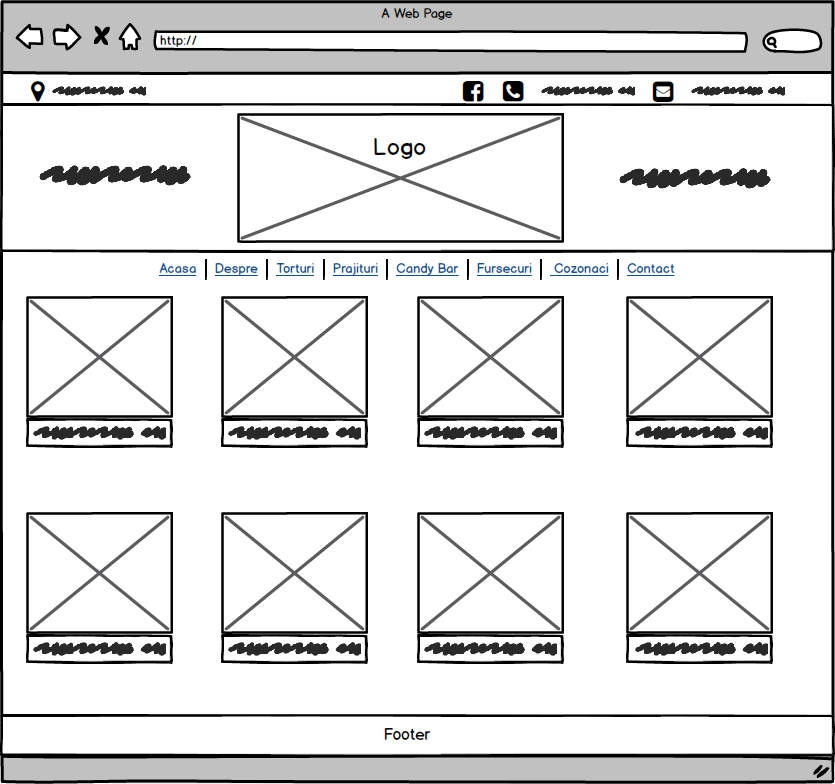 A Web Page
http://
Logo
Acasa | Despre | Torturi | Prajituri | Candy Bar | Fursecuri | Cozonaci | Contact
Footer